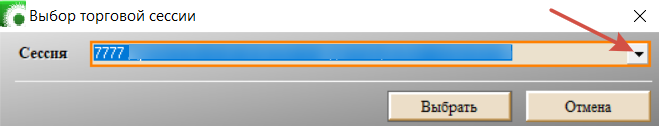 Выбор торговой сессии
Сессия 7777
Выбрать Отмена